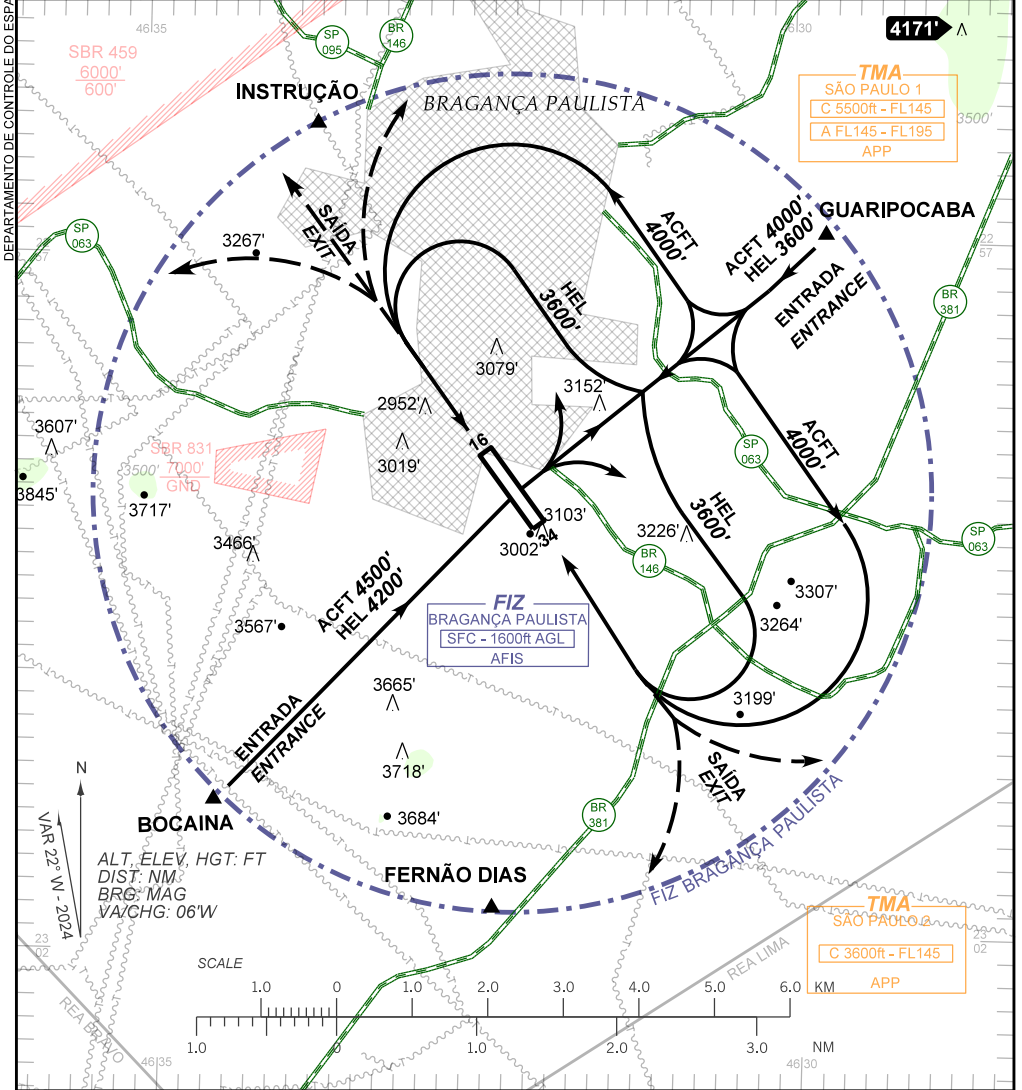 DEPARTAMENTO DE CONTROLE DO ESPA
46 35
46 30
SP 095
BR 146
4171'
SBR 459
6000'
600'
INSTRUÇÃO
BRAGANÇA PAULISTA
TMA
SÃO PAULO 1
C 5500ft - FL145
A FL145 - FL195
APP
3500'
SP 063
27
3267'
SAÍDA
EXIT
ACFT
4000'
ACFT 4000'
HEL 3600'
GUARIPOCABA
ENTRADA
ENTRANCE
22
57
HEL
3600'
BR 381
3079'
3152'
2952'
3019'
16
ACFT
4000'
SP 063
3607'
SBR 831
7000'
GND
3500'
3845'
3717'
3466'
3103'
34
3002'
HEL
3600'
3226'
BR 146
SP 063
3307'
3264'
ACFT 4500'
HEL 4200'
FIZ
BRAGANÇA PAULISTA
SFC - 1600ft AGL
AFIS
3567'
3665'
3199'
3718'
ENTRADA
ENTRANCE
SAÍDA
EXIT
N
VAR 22° W - 2024
BOCAINA
3684'
BR 381
ALT, ELEV, HGT: FT
DIST: NM
BRG: MAG
VA/CHG: 06'W
FERNÃO DIAS
FIZ BRAGANÇA PAULISTA
TMA
SÃO PAULO 2
C 3600ft - FL145
APP
23
02
23
02
SCALE
REA LIMA
REA BRAVO
1.0 0 1.0 2.0 3.0 4.0 5.0 6.0 KM
1.0 0 1.0 2.0 3.0 NM
46 35
46 30